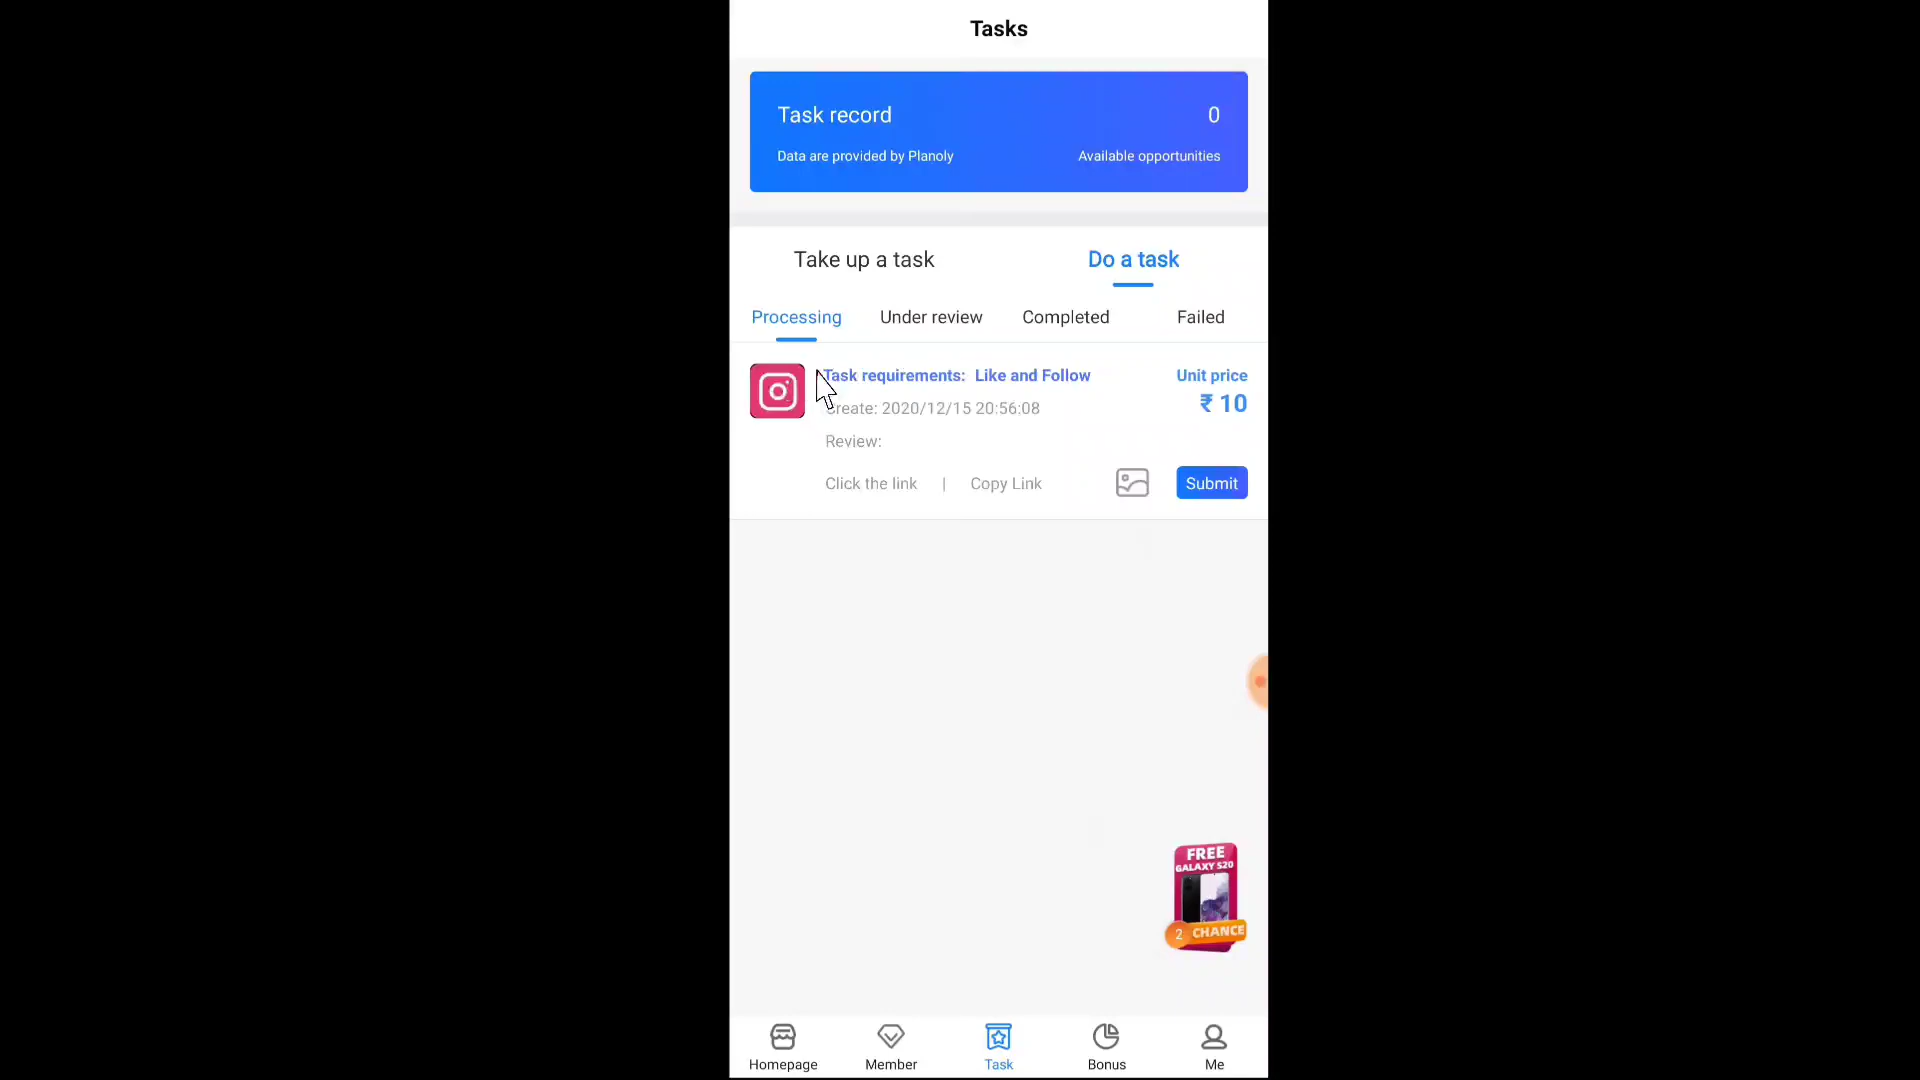 Tasks
Task record 0
Data are provided by Planoly Available opportunities
Take up a task Do a task
Processing Under review Completed Failed
Task requirements: Like and Follow Unit price
Create: 2020/12/15 20:56:08 ₹ 10
Review:
Click the link | Copy Link Submit
FREE
GALAXY S20
2 CHANCE
Homepage Member Task Bonus Me